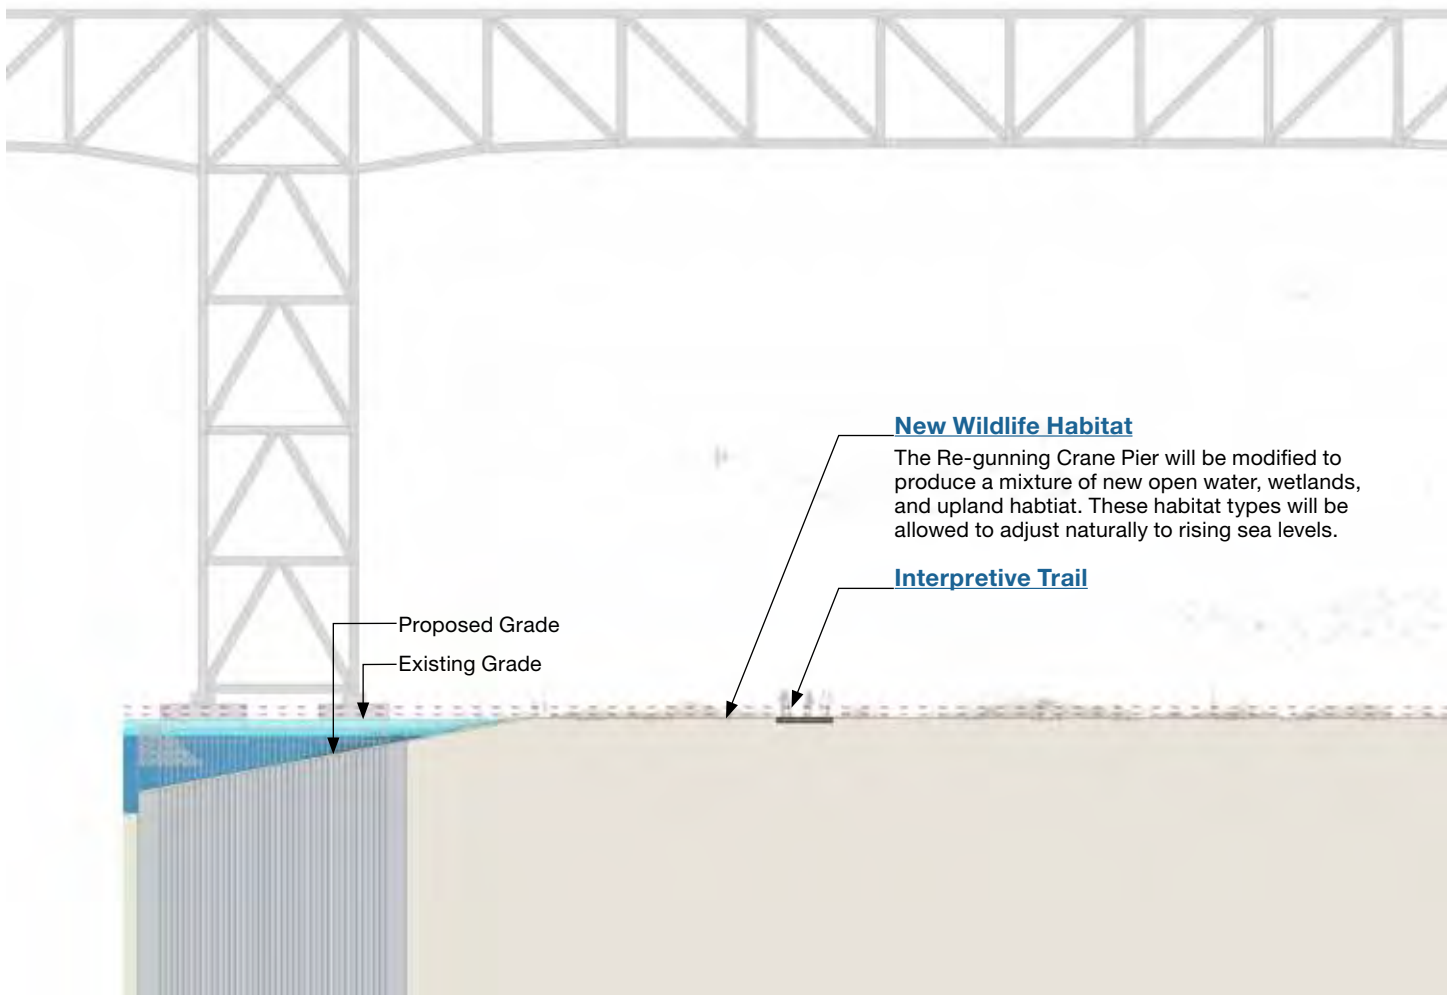 New Wildlife Habitat
The Re-gunning Crane Pier will be modified to
produce a mixture of new open water, wetlands,
and upland habtiat. These habitat types will be
allowed to adjust naturally to rising sea levels.
Interpretive Trail
Proposed Grade
Existing Grade